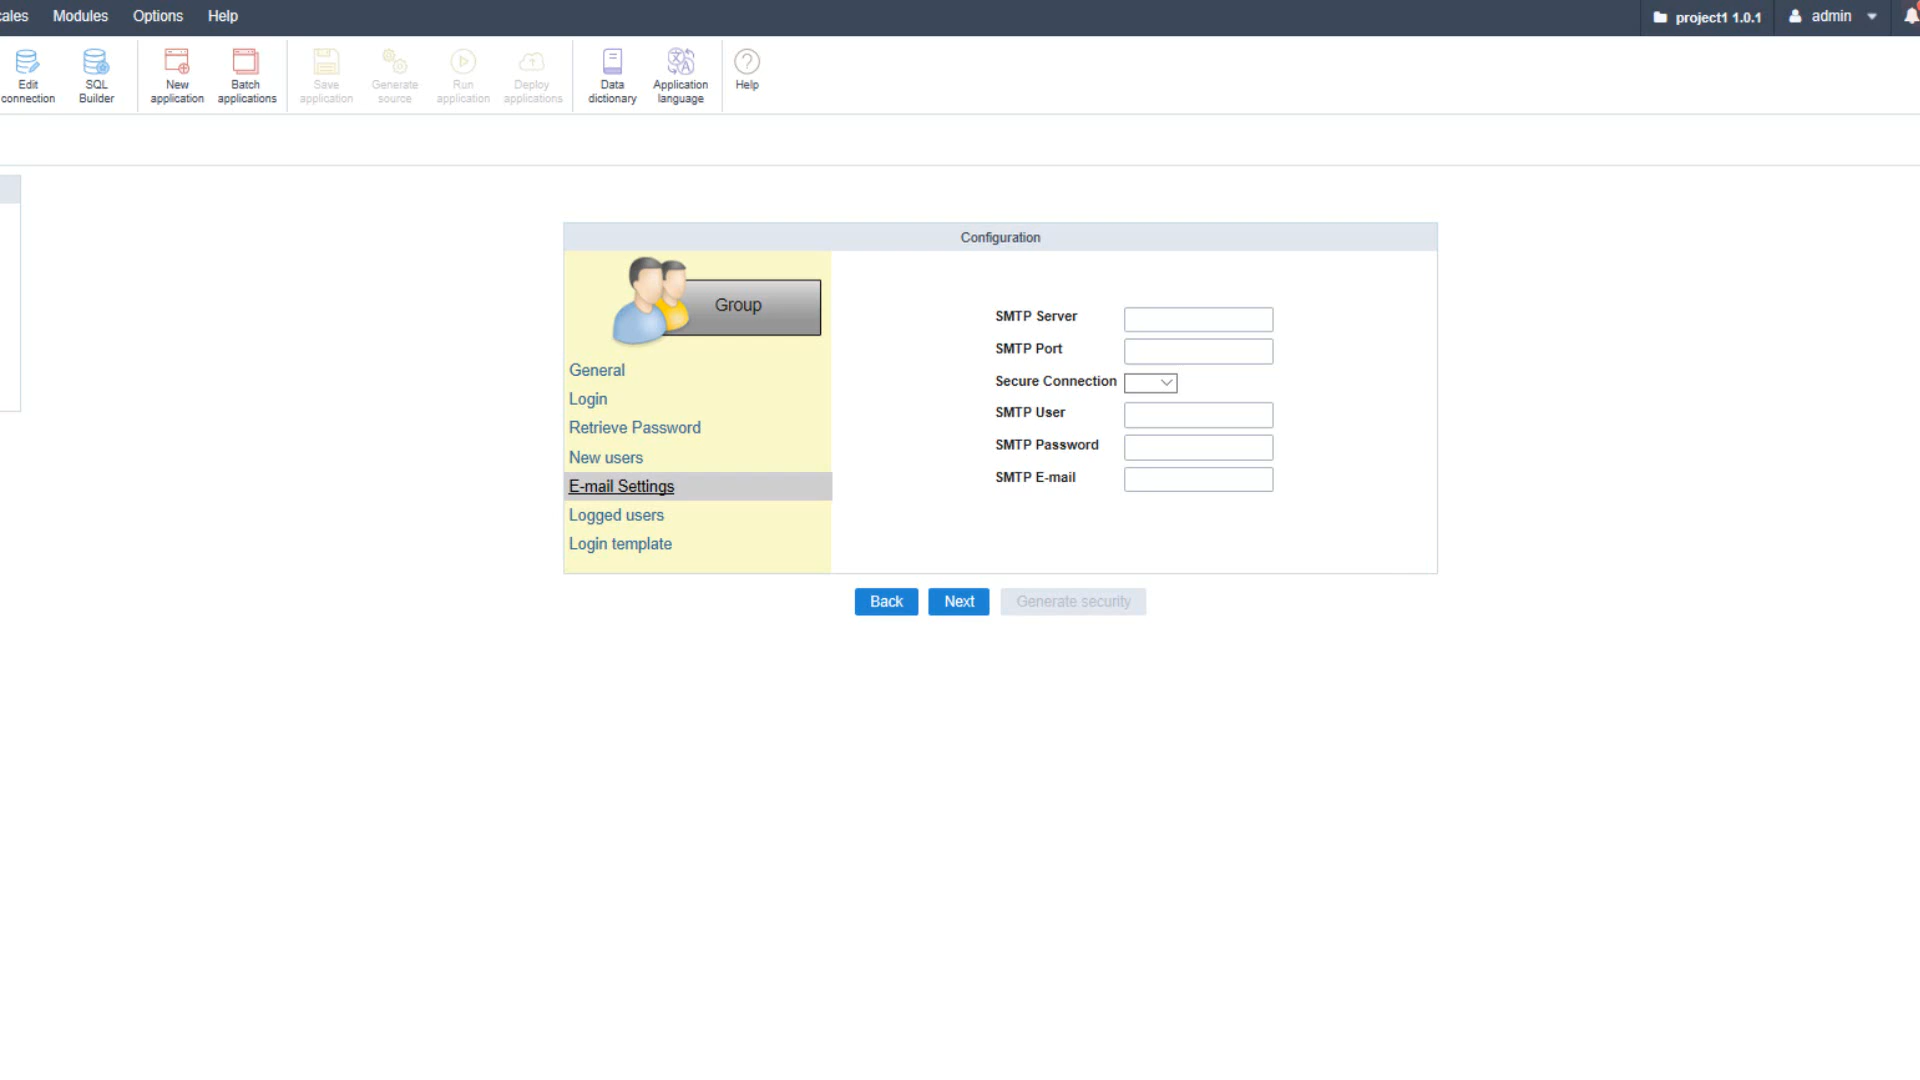 Modules Options Help project1 1.0.1 admin
Edit connection
SQL Builder
New application
Batch applications
Save application
Generate source
Run application
Deploy applications
Data dictionary
Application language
Help
Configuration
Group
General
Login
Retrieve Password
New users
E-mail Settings
Logged users
Login template
SMTP Server
SMTP Port
Secure Connection
SMTP User
SMTP Password
SMTP E-mail
Back Next Generate security